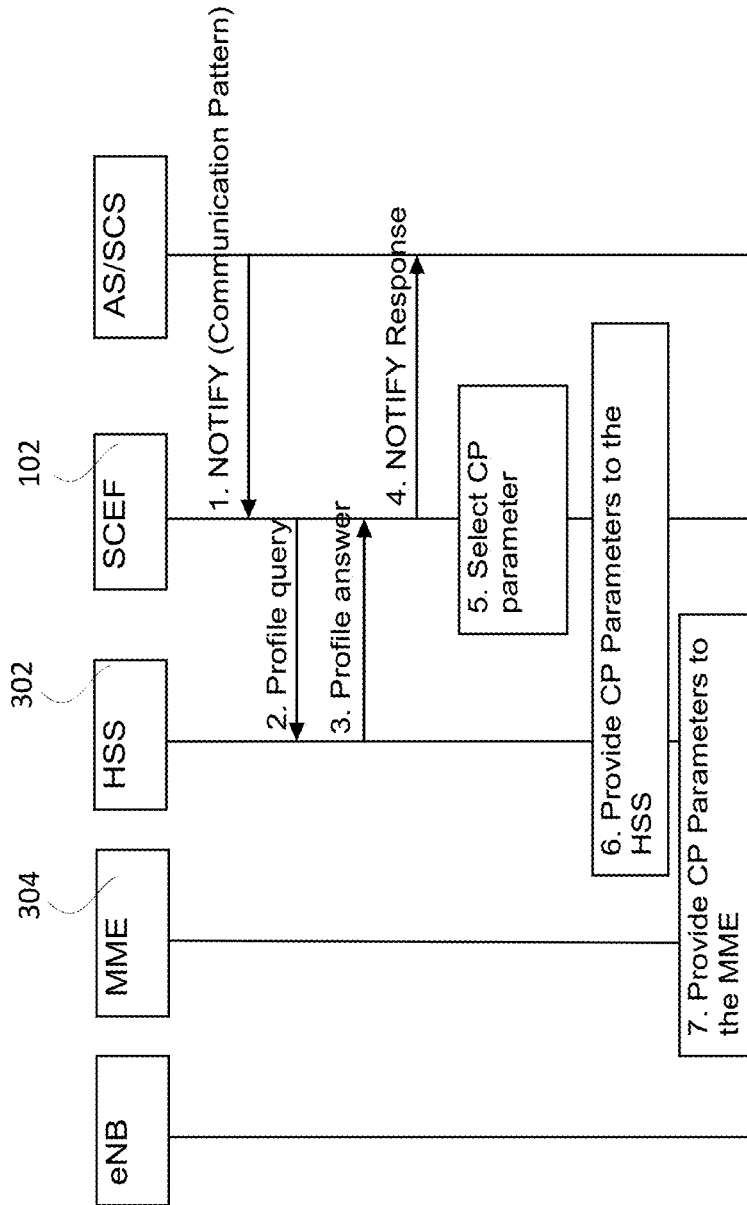 304
302
102
eNB
MME
HSS
SCEF
AS/SCS
1. NOTIFY (Communication Pattern)
2. Profile query
3. Profile answer
4. NOTIFY Response
5. Select CP
parameter
6. Provide CP Parameters to the
HSS
7. Provide CP Parameters to
the MME